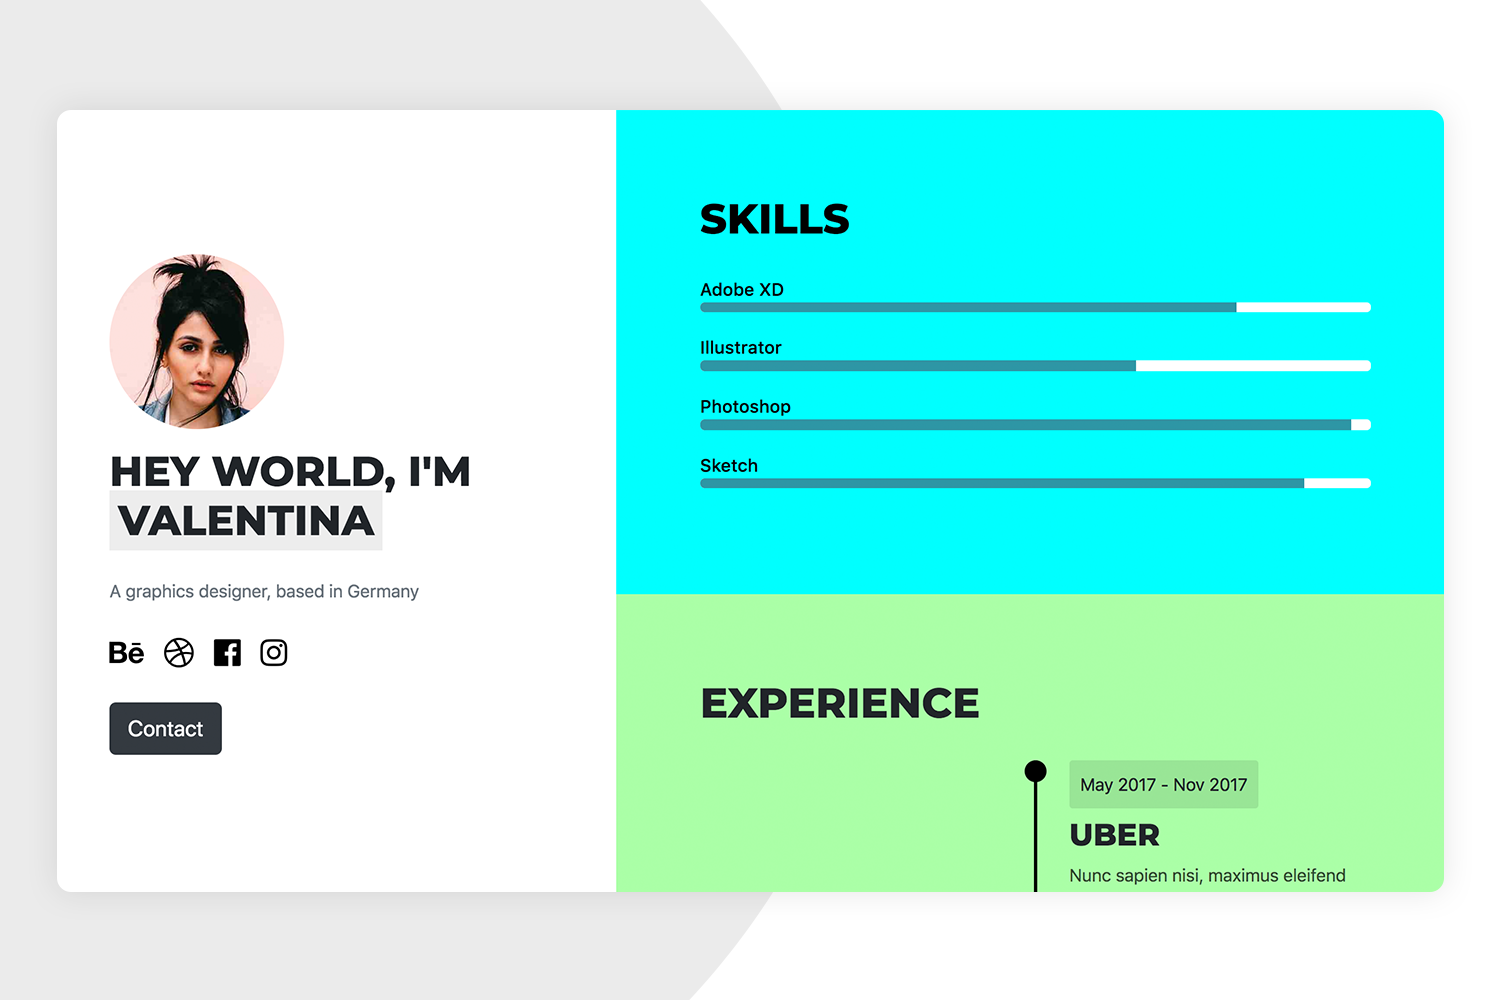 HEY WORLD, I'M
VALENTINA
A graphics designer, based in Germany
Bē
Contact
SKILLS
Adobe XD
Illustrator
Photoshop
Sketch
EXPERIENCE
May 2017 - Nov 2017
UBER
Nunc sapien nisi, maximus eleifend